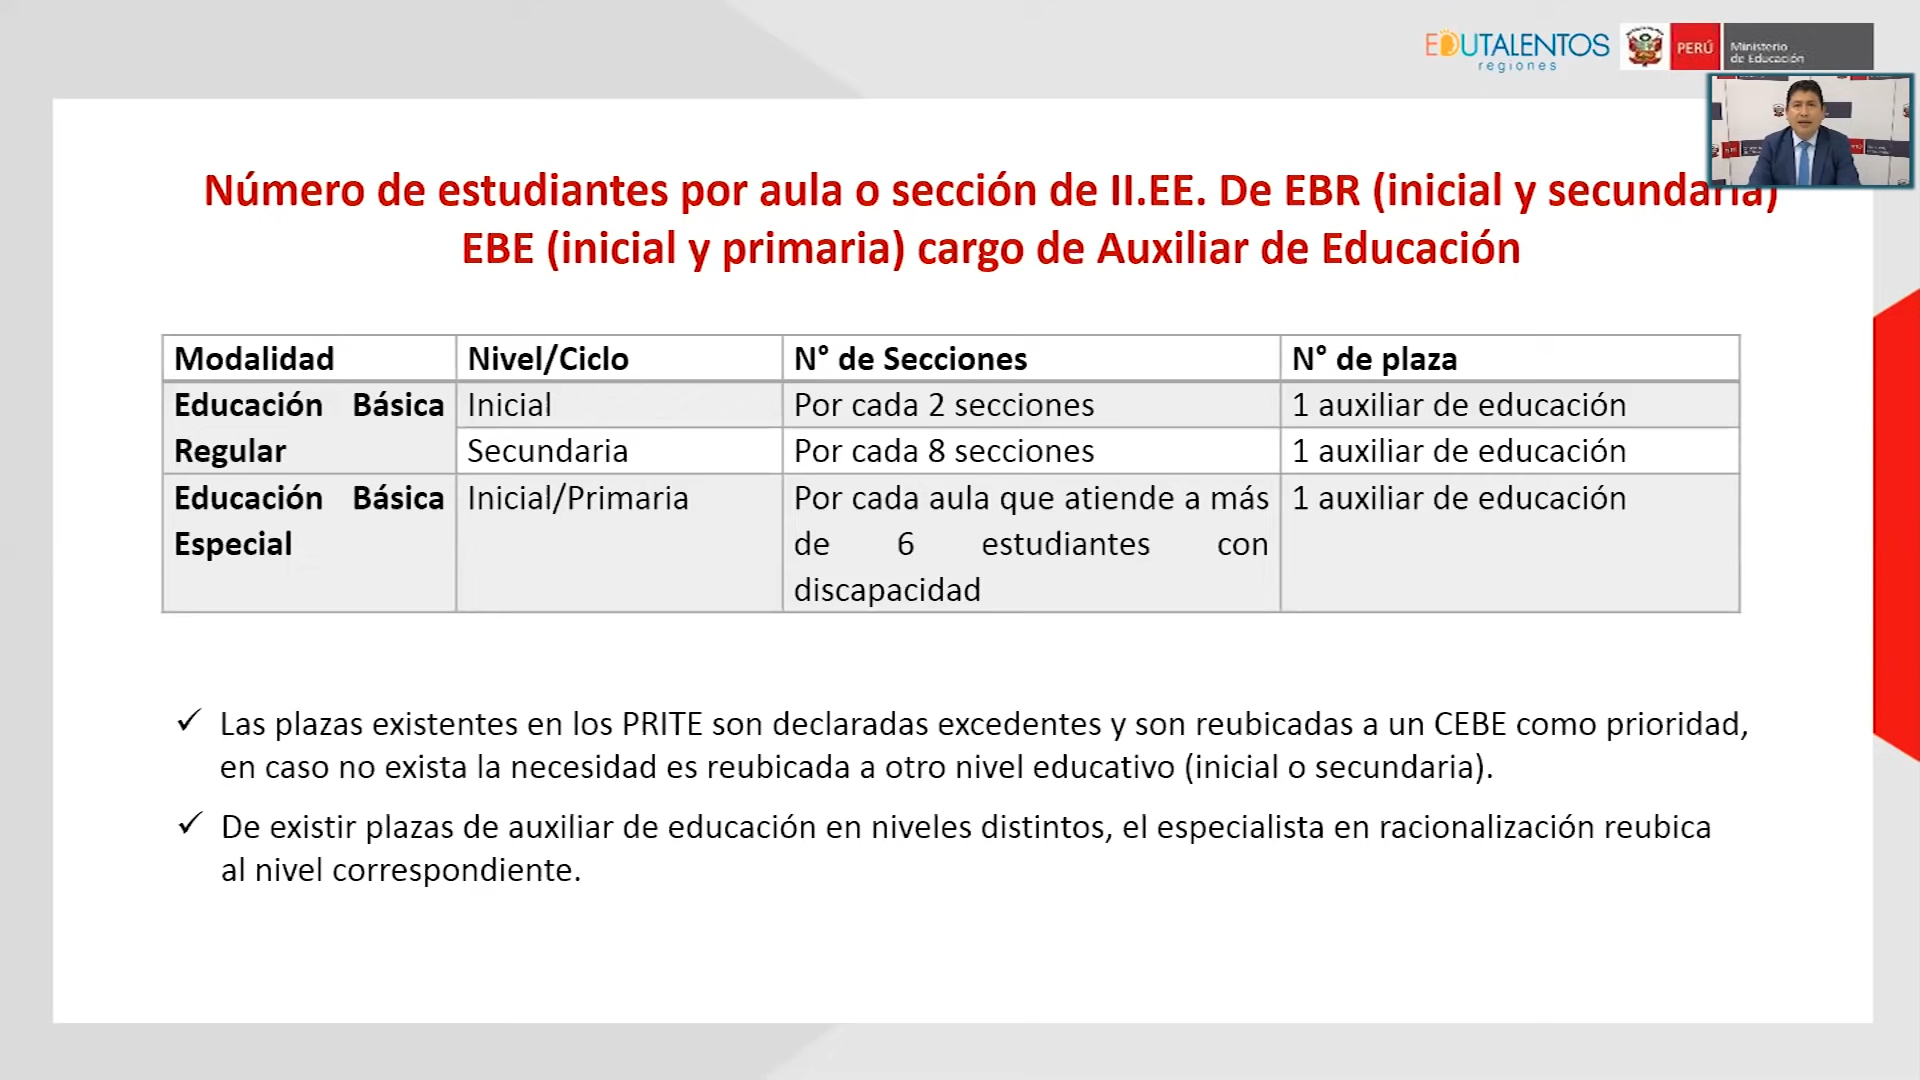 EDUTALENTOS
regiones
PERÚ
Ministerio
de Educación
Número de estudiantes por aula o sección de II.EE. De EBR (inicial y secundaria)
EBE (inicial y primaria) cargo de Auxiliar de Educación
Modalidad Nivel/Ciclo N° de Secciones N° de plaza
Educación Básica Inicial Por cada 2 secciones 1 auxiliar de educación
Regular Secundaria Por cada 8 secciones 1 auxiliar de educación
Educación Básica Inicial/Primaria Por cada aula que atiende a más 1 auxiliar de educación
Especial de 6 estudiantes con
discapacidad
✓ Las plazas existentes en los PRITE son declaradas excedentes y son reubicadas a un CEBE como prioridad,
en caso no exista la necesidad es reubicada a otro nivel educativo (inicial o secundaria).
✓ De existir plazas de auxiliar de educación en niveles distintos, el especialista en racionalización reubica
al nivel correspondiente.